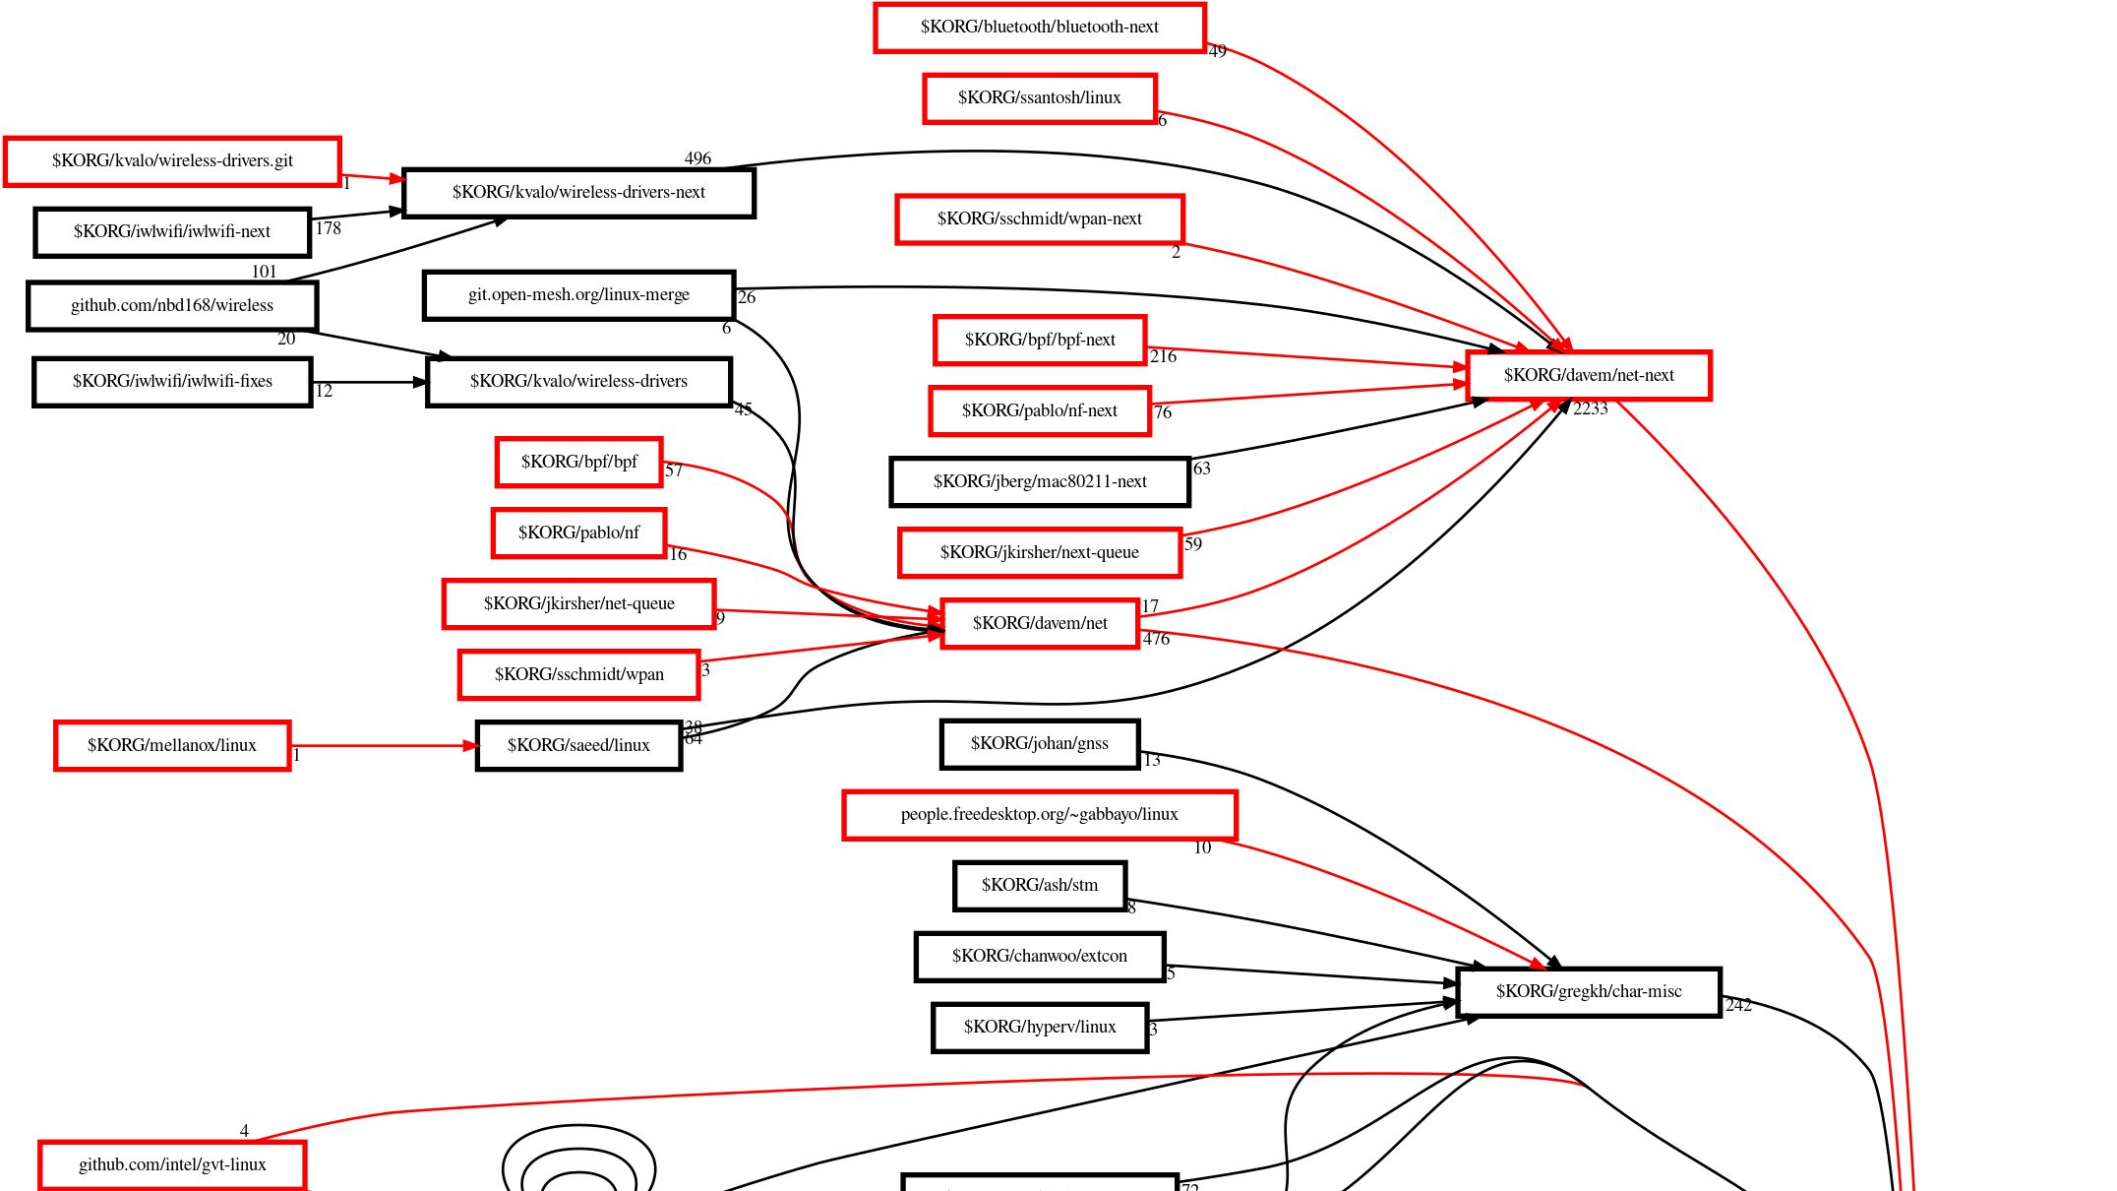 $KORG/bluetooth/bluetooth-next
49
$KORG/ssantosh/linux
6
$KORG/kvalo/wireless-drivers.git
1
496
$KORG/kvalo/wireless-drivers-next
$KORG/iwlwifi/iwlwifi-next
178
$KORG/sschmidt/wpan-next
2
101
github.com/nbd168/wireless
20
git.open-mesh.org/linux-merge
26
6
$KORG/bpf/bpf-next
216
$KORG/davem/net-next
2233
$KORG/iwlwifi/iwlwifi-fixes
12
$KORG/kvalo/wireless-drivers
45
$KORG/pablo/nf-next
76
$KORG/bpf/bpf
57
$KORG/jberg/mac80211-next
63
$KORG/pablo/nf
16
$KORG/jkirsher/next-queue
59
$KORG/jkirsher/net-queue
9
$KORG/davem/net
17
476
$KORG/sschmidt/wpan
3
$KORG/mellanox/linux
1
$KORG/saeed/linux
38
64
$KORG/johan/gnss
13
people.freedesktop.org/~gabbayo/linux
10
$KORG/ash/stm
8
$KORG/chanwoo/extcon
5
$KORG/gregkh/char-misc
242
$KORG/hyperv/linux
3
4
github.com/intel/gvt-linux
72